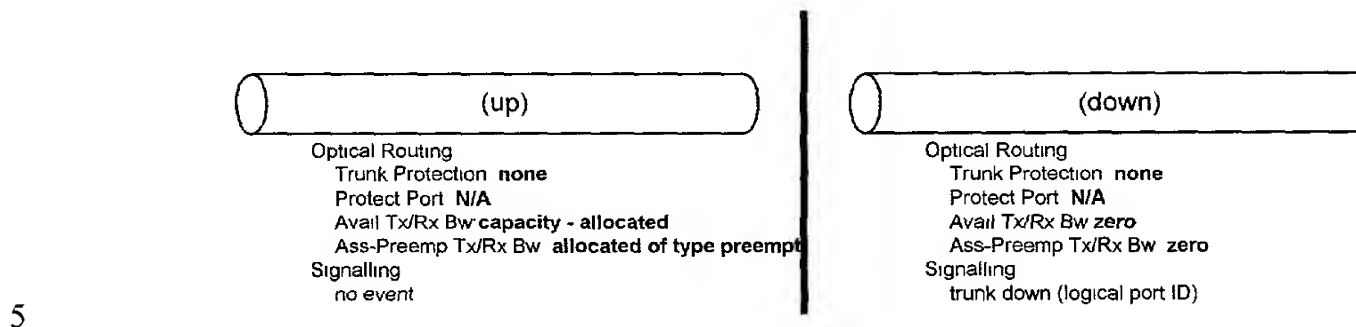 (up)
Optical Routing
Trunk Protection none
Protect Port N/A
Avail Tx/Rx Bw capacity - allocated
Ass-Preemp Tx/Rx Bw allocated of type preempt
Signalling
no event
(down)
Optical Routing
Trunk Protection none
Protect Port N/A
Avail Tx/Rx Bw zero
Ass-Preemp Tx/Rx Bw zero
Signalling
trunk down (logical port ID)
5